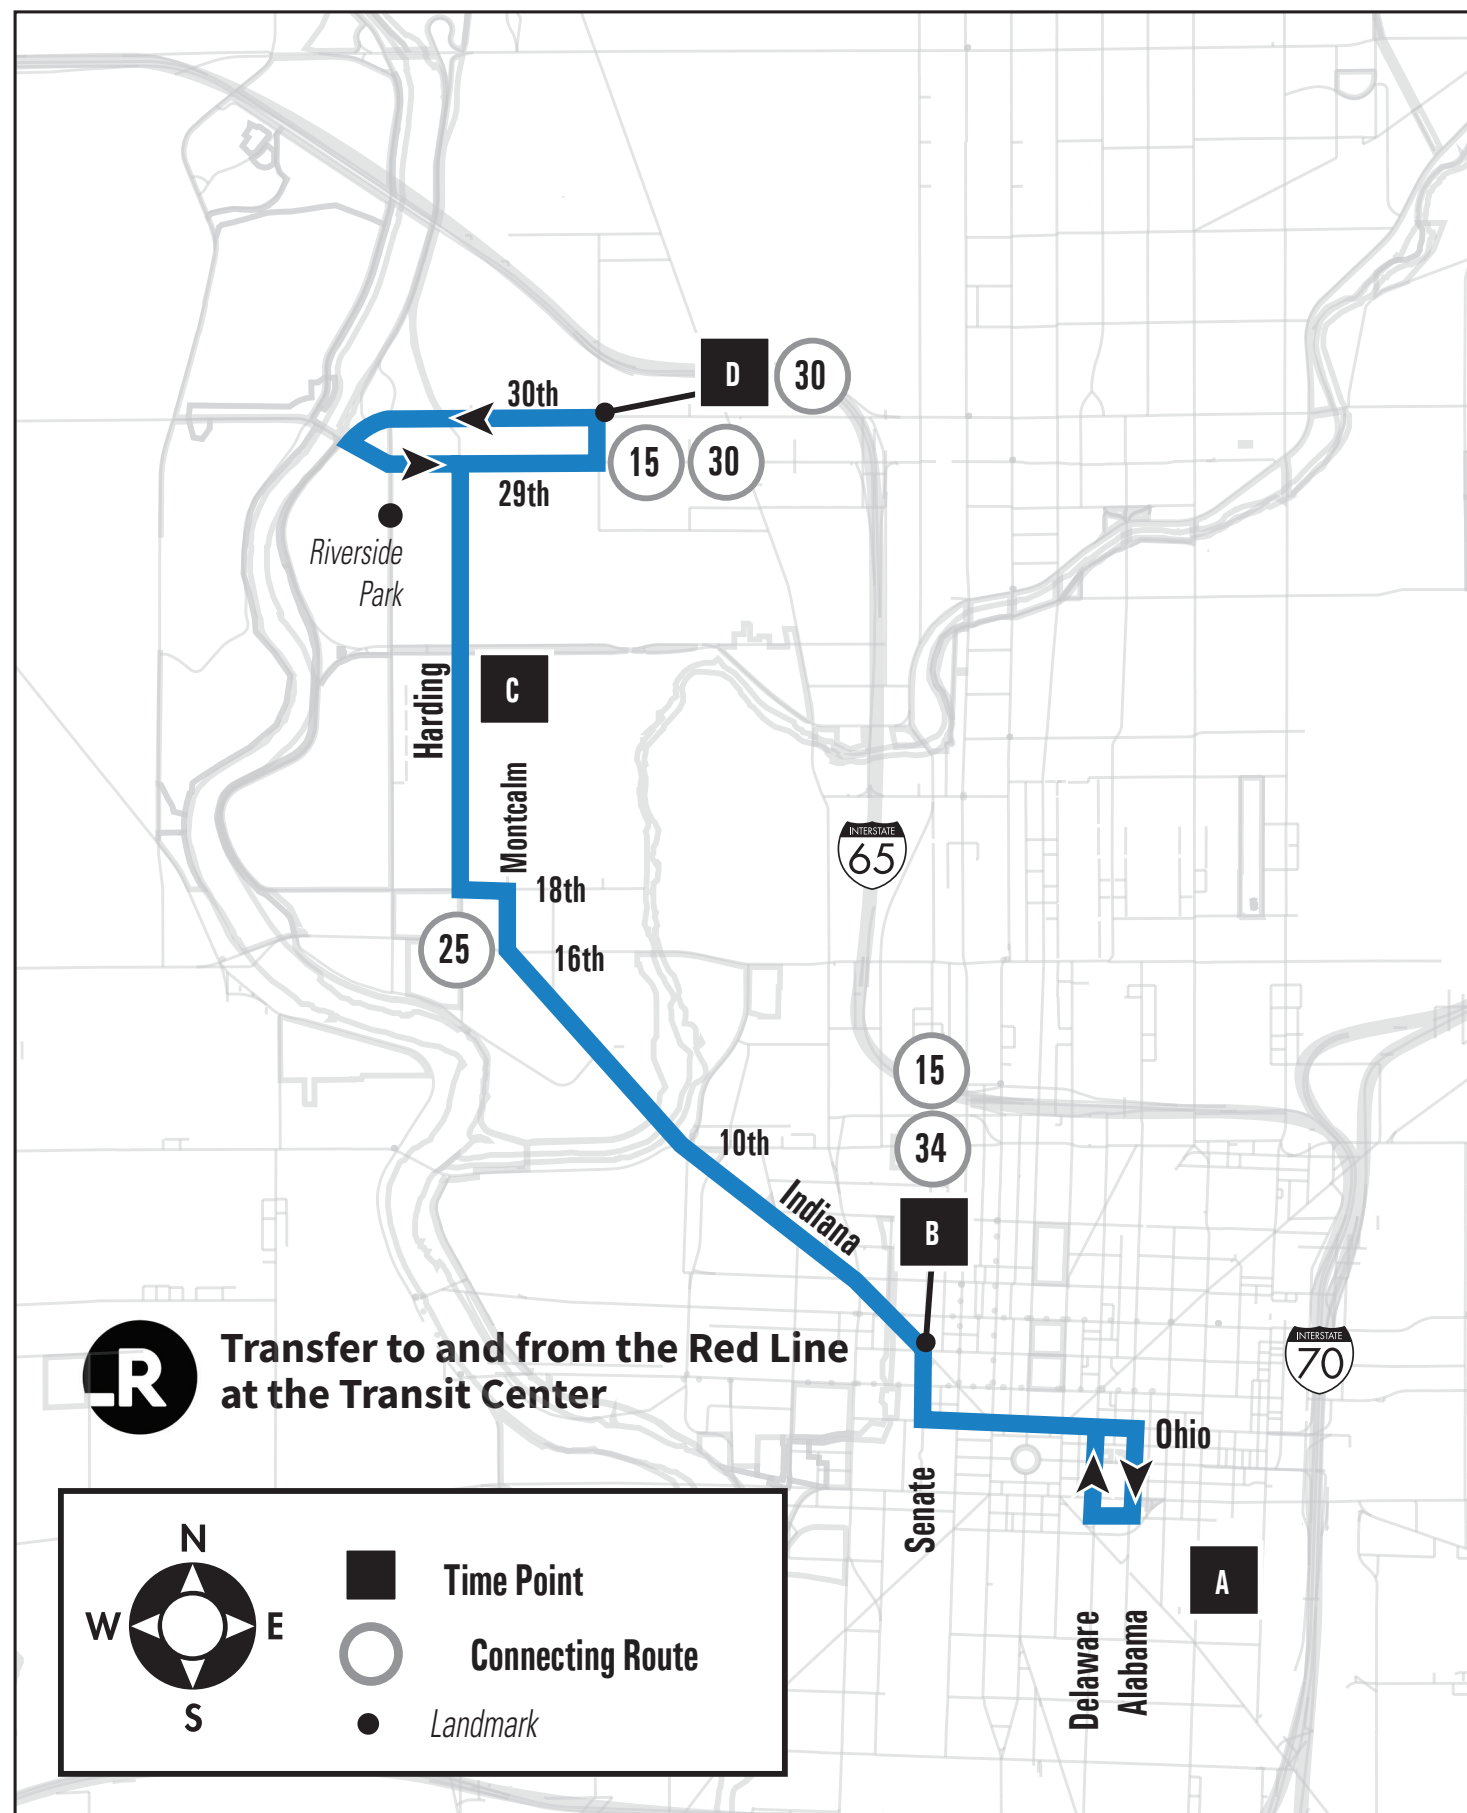 D
30
30th
15
30
29th
Riverside
Park
Harding
C
Montcalm
INTERSTATE
65
18th
25
16th
15
10th
34
Indiana
B
R
Transfer to and from the Red Line
at the Transit Center
INTERSTATE
70
Ohio
Senate
A
Delaware
Alabama
N
W
E
S
Time Point
Connecting Route
Landmark